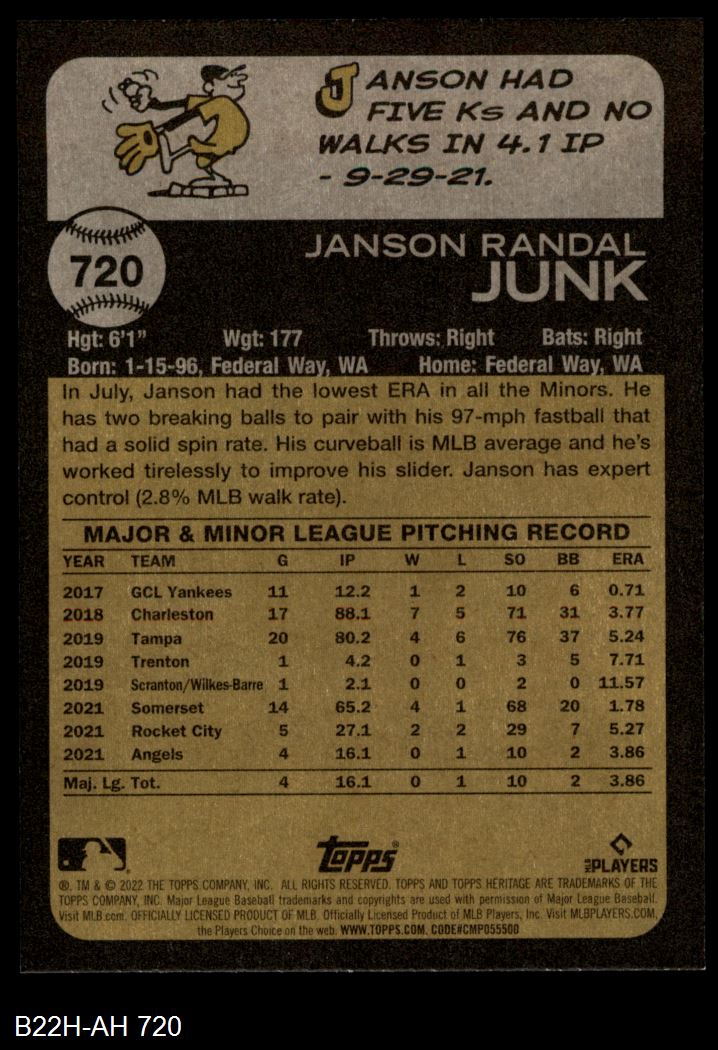 JANSON HAD
FIVE Ks AND NO
WALKS IN 4.1 IP
- 9-29-21.
720
JANSON RANDAL
JUNK
Hgt: 6'1" Wgt: 177 Throws: Right Bats: Right
Born: 1-15-96, Federal Way, WA Home: Federal Way, WA
In July, Janson had the lowest ERA in all the Minors. He
has two breaking balls to pair with his 97-mph fastball that
had a solid spin rate. His curveball is MLB average and he's
worked tirelessly to improve his slider. Janson has expert
control (2.8% MLB walk rate).
MAJOR & MINOR LEAGUE PITCHING RECORD
YEAR TEAM G IP W L SO BB ERA
2017 GCL Yankees 11 12.2 1 2 10 6 0.71
2018 Charleston 17 88.1 7 5 71 31 3.77
2019 Tampa 20 80.2 4 6 76 37 5.24
2019 Trenton 1 4.2 0 1 3 5 7.71
2019 Scranton/Wilkes-Barre 1 2.1 0 0 2 0 11.57
2021 Somerset 14 65.2 4 1 68 20 1.78
2021 Rocket City 5 27.1 2 2 29 7 5.27
2021 Angels 4 16.1 0 1 10 2 3.86
Maj. Lg. Tot. 4 16.1 0 1 10 2 3.86
Topps®
MLB PLAYERS
®, TM & © 2022 THE TOPPS COMPANY, INC. ALL RIGHTS RESERVED. TOPPS AND TOPPS HERITAGE ARE TRADEMARKS OF THE
TOPPS COMPANY, INC. Major League Baseball trademarks and copyrights are used with permission of Major League Baseball.
Visit MLB.com. OFFICIALLY LICENSED PRODUCT OF MLB. Officially Licensed Product of MLB Players, Inc. Visit MLBPLAYERS.COM,
the Players Choice on the web. WWW.TOPPS.COM. CODE#CMP055500
B22H-AH 720